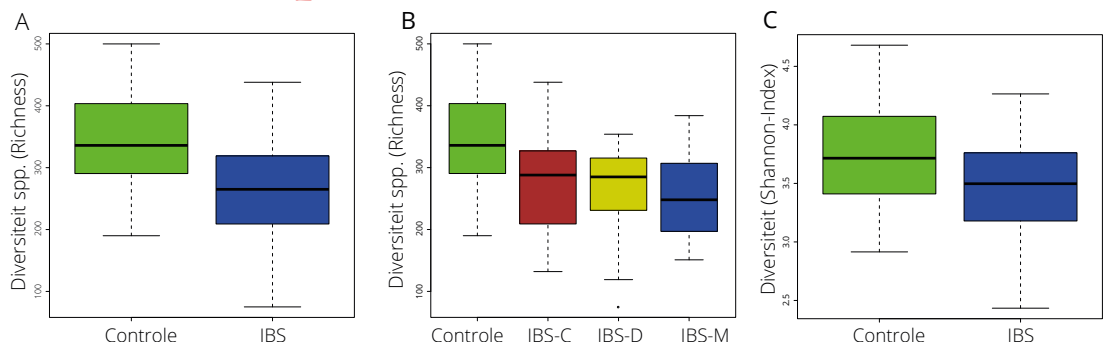 A
Diversiteit spp. (Richness)
500
400
300
200
100
Controle IBS
B
Diversiteit spp. (Richness)
500
400
300
200
100
Controle IBS-C IBS-D IBS-M
C
Diversiteit (Shannon-Index)
4.5
4.0
3.5
3.0
2.5
Controle IBS